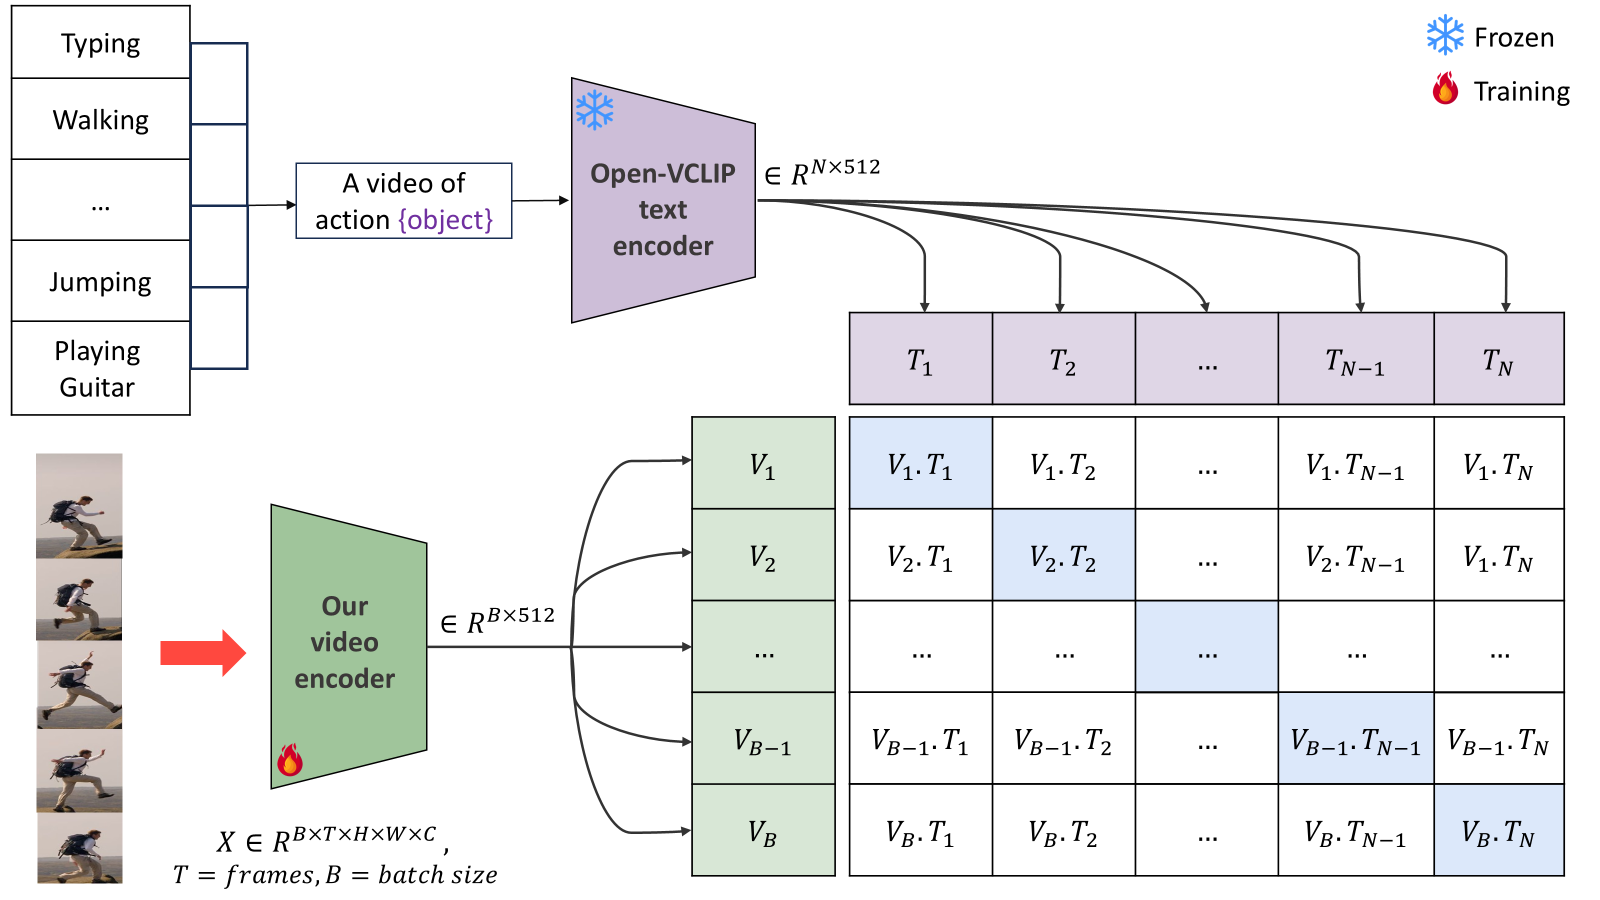 Typing
Walking
...
Jumping
Playing
Guitar
A video of
action {object}
Open-VCLIP
text
encoder
∈ R^{N×512}
Frozen
Training
T_1
T_2
...
T_{N−1}
T_N
Our
video
encoder
∈ R^{B×512}
X ∈ R^{B×T×H×W×C},
T = frames, B = batch size
V_1
V_1.T_1
V_1.T_2
...
V_1.T_{N−1}
V_1.T_N
V_2
V_2.T_1
V_2.T_2
...
V_2.T_{N−1}
V_1.T_N
...
...
...
...
...
...
V_{B−1}
V_{B−1}.T_1
V_{B−1}.T_2
...
V_{B−1}.T_{N−1}
V_{B−1}.T_N
V_B
V_B.T_1
V_B.T_2
...
V_B.T_{N−1}
V_B.T_N